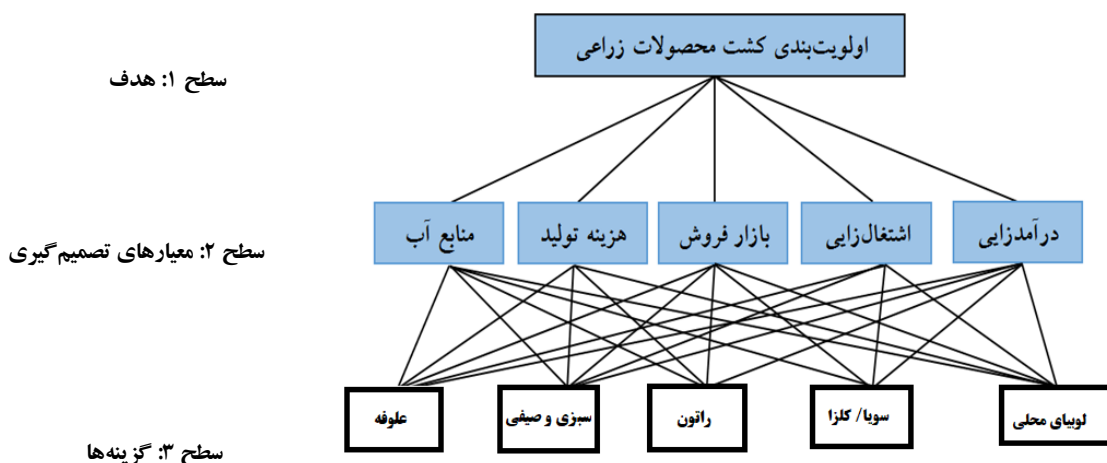 اولویت‌بندی کشت محصولات زراعی
سطح ۱: هدف
درآمدزایی
اشتغال‌زایی
بازار فروش
هزینه تولید
منابع آب
سطح ۲: معیارهای تصمیم‌گیری
لوبیای محلی
سویا/ کلزا
راتون
سبزی و صیفی
علوفه
سطح ۳: گزینه‌ها